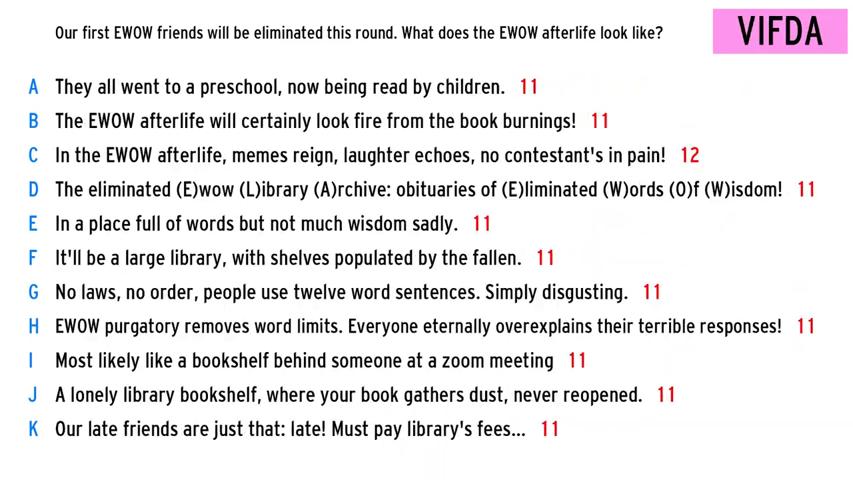 Our first EWOW friends will be eliminated this round. What does the EWOW afterlife look like?
VIFDA
A They all went to a preschool, now being read by children. 11
B The EWOW afterlife will certainly look fire from the book burnings! 11
C In the EWOW afterlife, memes reign, laughter echoes, no contestant's in pain! 12
D The eliminated (E)wow (L)ibrary (A)rchive: obituaries of (E)liminated (W)ords (O)f (W)isdom! 11
E In a place full of words but not much wisdom sadly. 11
F It'll be a large library, with shelves populated by the fallen. 11
G No laws, no order, people use twelve word sentences. Simply disgusting. 11
H EWOW purgatory removes word limits. Everyone eternally overexplains their terrible responses! 11
I Most likely like a bookshelf behind someone at a zoom meeting 11
J A lonely library bookshelf, where your book gathers dust, never reopened. 11
K Our late friends are just that: late! Must pay library's fees... 11